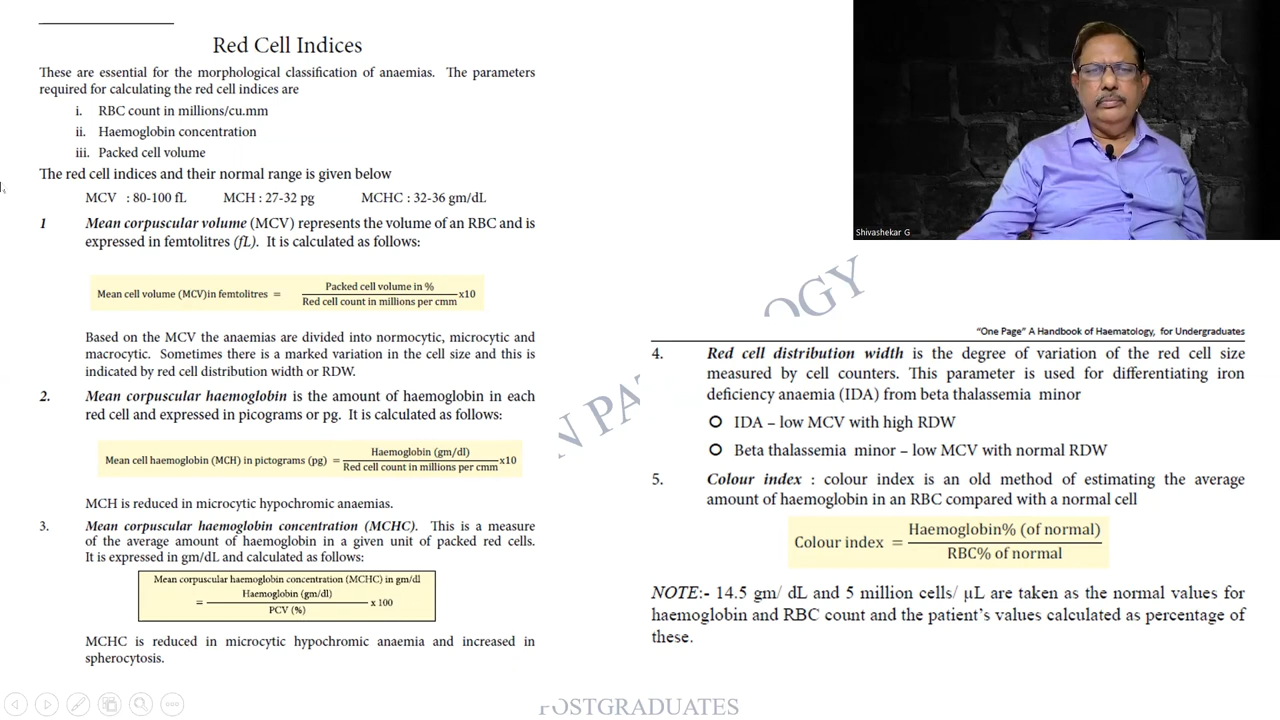 Red Cell Indices
These are essential for the morphological classification of anaemias. The parameters
required for calculating the red cell indices are
i. RBC count in millions/cu.mm
ii. Haemoglobin concentration
iii. Packed cell volume
The red cell indices and their normal range is given below
MCV : 80-100 fL MCH : 27-32 pg MCHC : 32-36 gm/dL
1 Mean corpuscular volume (MCV) represents the volume of an RBC and is
expressed in femtolitres (fL). It is calculated as follows:
Mean cell volume (MCV)in femtolitres = Packed cell volume in %
Red cell count in millions per cmm x10
Based on the MCV the anaemias are divided into normocytic, microcytic and
macrocytic. Sometimes there is a marked variation in the cell size and this is
indicated by red cell distribution width or RDW.
2. Mean corpuscular haemoglobin is the amount of haemoglobin in each
red cell and expressed in picograms or pg. It is calculated as follows:
Mean cell haemoglobin (MCH) in pictograms (pg) = Haemoglobin (gm/dl)
Red cell count in millions per cmm x10
MCH is reduced in microcytic hypochromic anaemias.
3. Mean corpuscular haemoglobin concentration (MCHC). This is a measure
of the average amount of haemoglobin in a given unit of packed red cells.
It is expressed in gm/dL and calculated as follows:
Mean corpuscular haemoglobin concentration (MCHC) in gm/dl
= Haemoglobin (gm/dl)
PCV (%) x 100
MCHC is reduced in microcytic hypochromic anaemia and increased in
spherocytosis.
Shivashekar G
OGY
N PAT
"One Page" A Handbook of Haematology, for Undergraduates
4. Red cell distribution width is the degree of variation of the red cell size
measured by cell counters. This parameter is used for differentiating iron
deficiency anaemia (IDA) from beta thalassemia minor
IDA – low MCV with high RDW
Beta thalassemia minor – low MCV with normal RDW
5. Colour index : colour index is an old method of estimating the average
amount of haemoglobin in an RBC compared with a normal cell
Colour index = Haemoglobin% (of normal)
RBC% of normal
NOTE:- 14.5 gm/ dL and 5 million cells/ µL are taken as the normal values for
haemoglobin and RBC count and the patient's values calculated as percentage of
these.
POSTGRADUATES